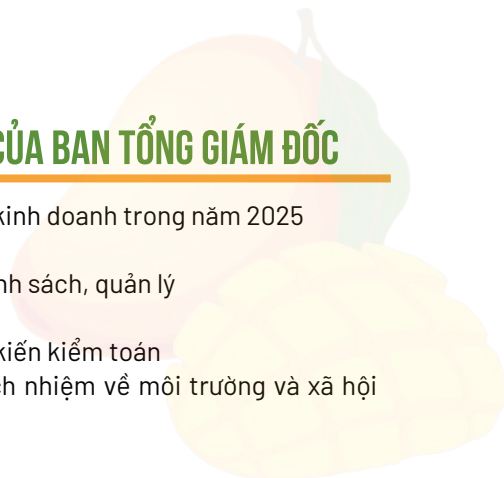 CỦA BAN TỔNG GIÁM ĐỐC
kinh doanh trong năm 2025
nh sách, quản lý
kiến kiểm toán
ch nhiệm về môi trường và xã hội